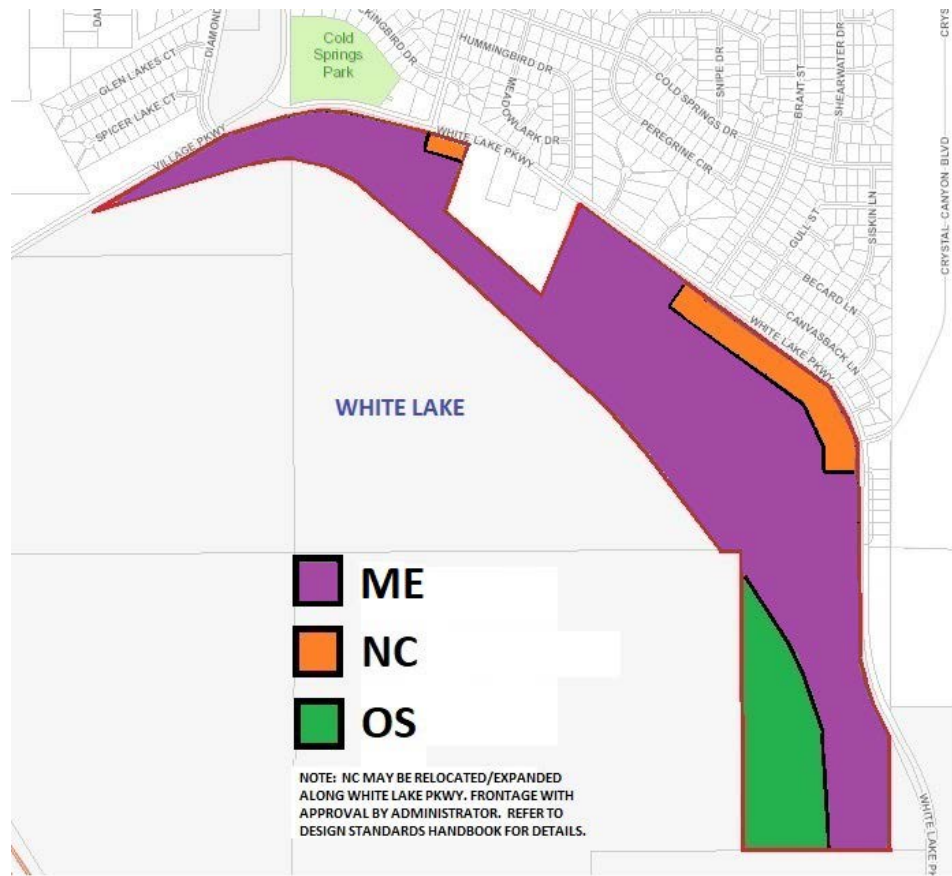 DIAMOND
GLEN LAKES CT
SPICER LAKE CT
VILLAGE PKWY
Cold
Springs
Park
HUMMINGBIRD DR
MEADOWLARK DR
WHITE LAKE PKWY
SNIPE DR
COLD SPRINGS DR
PEREGRINE CIR
BRANT ST
SHEARWATER DR
GULL ST
SISKIN LN
BECARD LN
CANVASBACK LN
WHITE LAKE PKWY
CRYSTAL CANYON BLVD
WHITE LAKE
ME
NC
OS
NOTE: NC MAY BE RELOCATED/EXPANDED
ALONG WHITE LAKE PKWY. FRONTAGE WITH
APPROVAL BY ADMINISTRATOR. REFER TO
DESIGN STANDARDS HANDBOOK FOR DETAILS.
WHITE LAKE